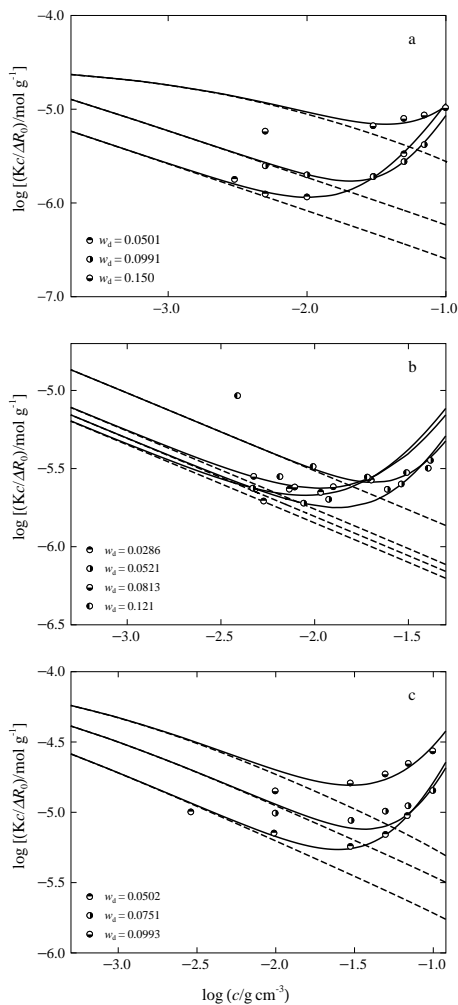 −4.0
a
−5.0
−6.0
−7.0
log [(Kc/ΔR0)/mol g−1]
wd = 0.0501
wd = 0.0991
wd = 0.150
−3.0 −2.0 −1.0
b
−5.0
−5.5
−6.0
−6.5
log [(Kc/ΔR0)/mol g−1]
wd = 0.0286
wd = 0.0521
wd = 0.0813
wd = 0.121
−3.0 −2.5 −2.0 −1.5
−4.0
c
−4.5
−5.0
−5.5
−6.0
log [(Kc/ΔR0)/mol g−1]
wd = 0.0502
wd = 0.0751
wd = 0.0993
−3.0 −2.5 −2.0 −1.5 −1.0
log (c/g cm−3)